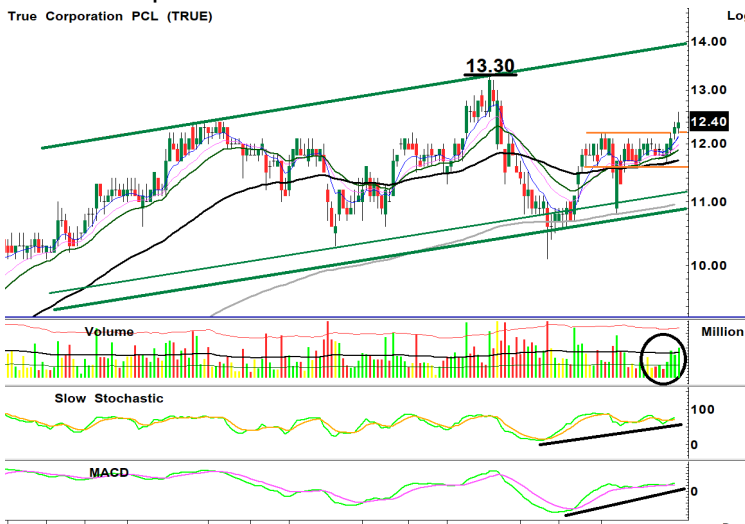 True Corporation PCL (TRUE)
Log
14.00
13.30
13.00
12.40
12.00
11.00
10.00
Volume
Million
Slow Stochastic
100
0
MACD
0